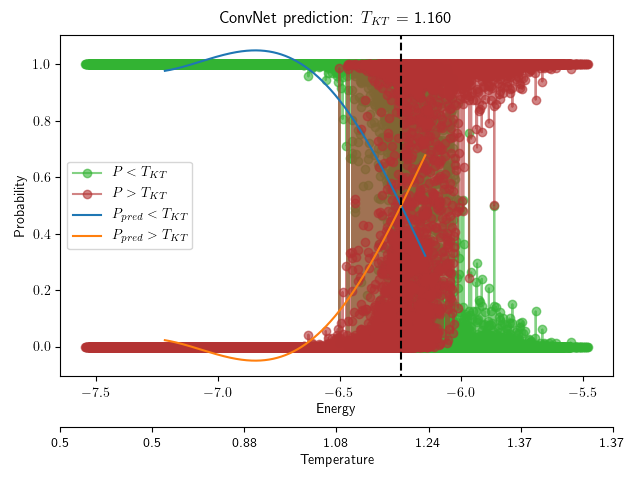 ConvNet prediction: $T_{KT}$ = 1.160
Probability
1.0
0.8
0.6
0.4
0.2
0.0
$P < T_{KT}$
$P > T_{KT}$
$P_{pred} < T_{KT}$
$P_{pred} > T_{KT}$
−7.5 −7.0 −6.5 −6.0 −5.5
Energy
0.5 0.5 0.88 1.08 1.24 1.37 1.37
Temperature